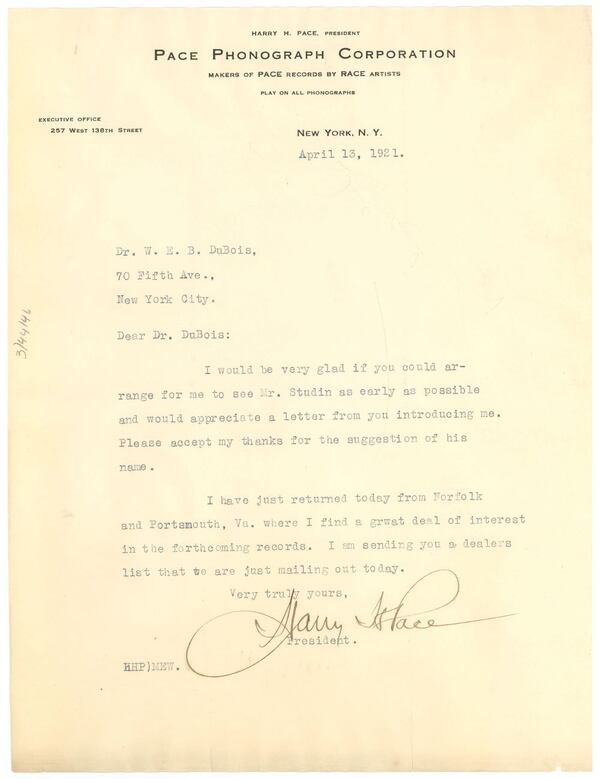 HARRY H. PACE, PRESIDENT
PACE PHONOGRAPH CORPORATION
MAKERS OF PACE RECORDS BY RACE ARTISTS
PLAY ON ALL PHONOGRAPHS
EXECUTIVE OFFICE
257 WEST 138TH STREET
NEW YORK, N. Y.
April 13, 1921.
Dr. W. E. B. DuBois,
70 Fifth Ave.,
New York City.
Dear Dr. DuBois:
I would be very glad if you could ar-
range for me to see Mr. Studin as early as possible
and would appreciate a letter from you introducing me.
Please accept my thanks for the suggestion of his
name.
I have just returned today from Norfolk
and Portsmouth, Va. where I find a grwat deal of interest
in the forthcoming records. I am sending you a dealers
list that we are just mailing out today.
Very truly yours,
Harry H Pace
President.
HHP)MEW.
3/44146